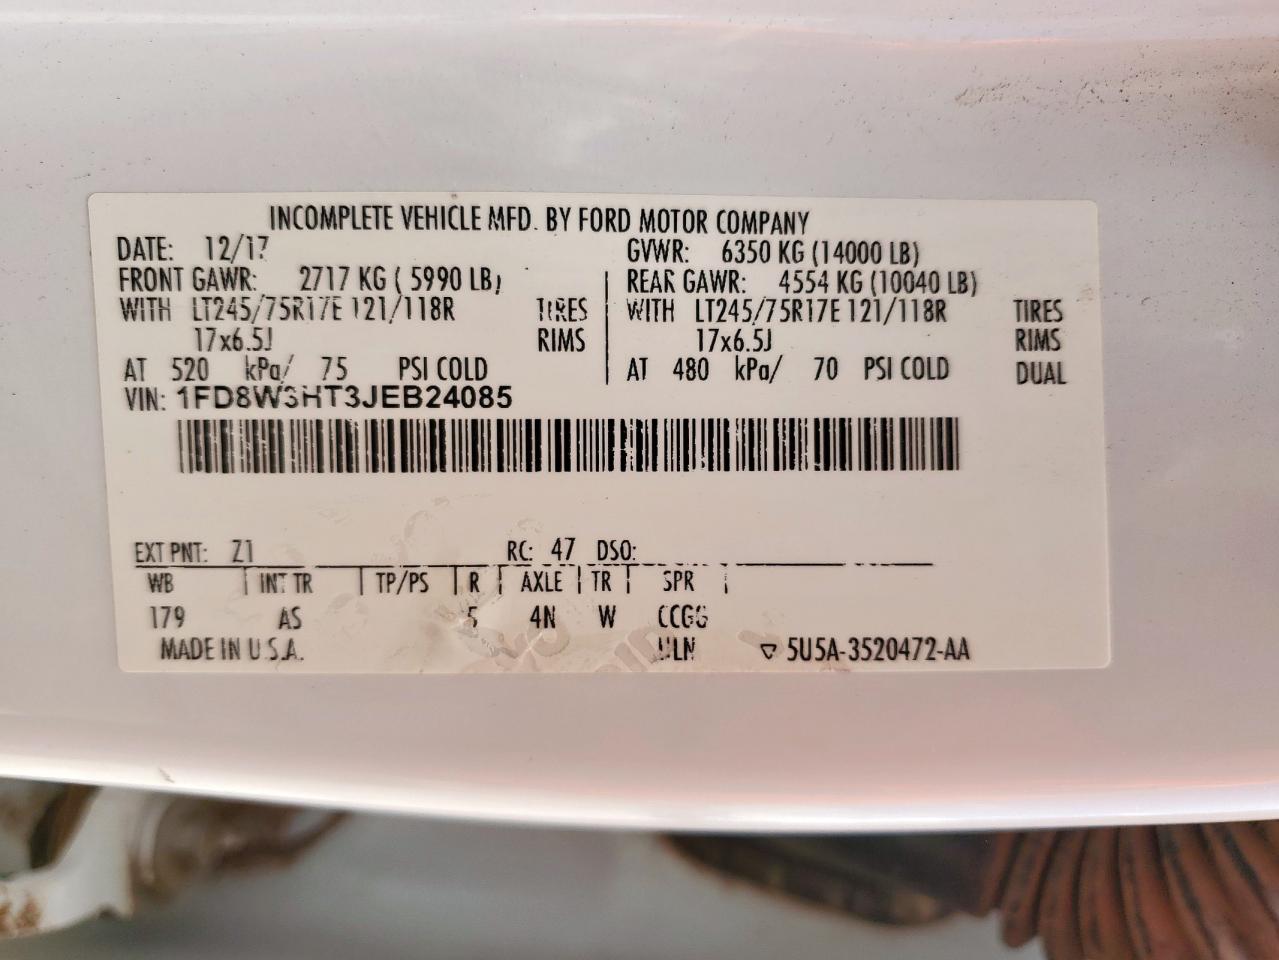 INCOMPLETE VEHICLE MFD. BY FORD MOTOR COMPANY
DATE: 12/17 GVWR: 6350 KG (14000 LB)
FRONT GAWR: 2717 KG ( 5990 LB) REAR GAWR: 4554 KG (10040 LB)
WITH LT245/75R17E 121/118R TIRES WITH LT245/75R17E 121/118R TIRES
17x6.5J RIMS 17x6.5J RIMS
AT 520 kPa/ 75 PSI COLD AT 480 kPa/ 70 PSI COLD DUAL
VIN: 1FD8W3HT3JEB24085
EXT PNT: Z1 RC: 47 DSO:
WB INT TR TP/PS R AXLE TR SPR
179 AS 5 4N W CCGG
MADE IN U.S.A. ▽ 5U5A-3520472-AA